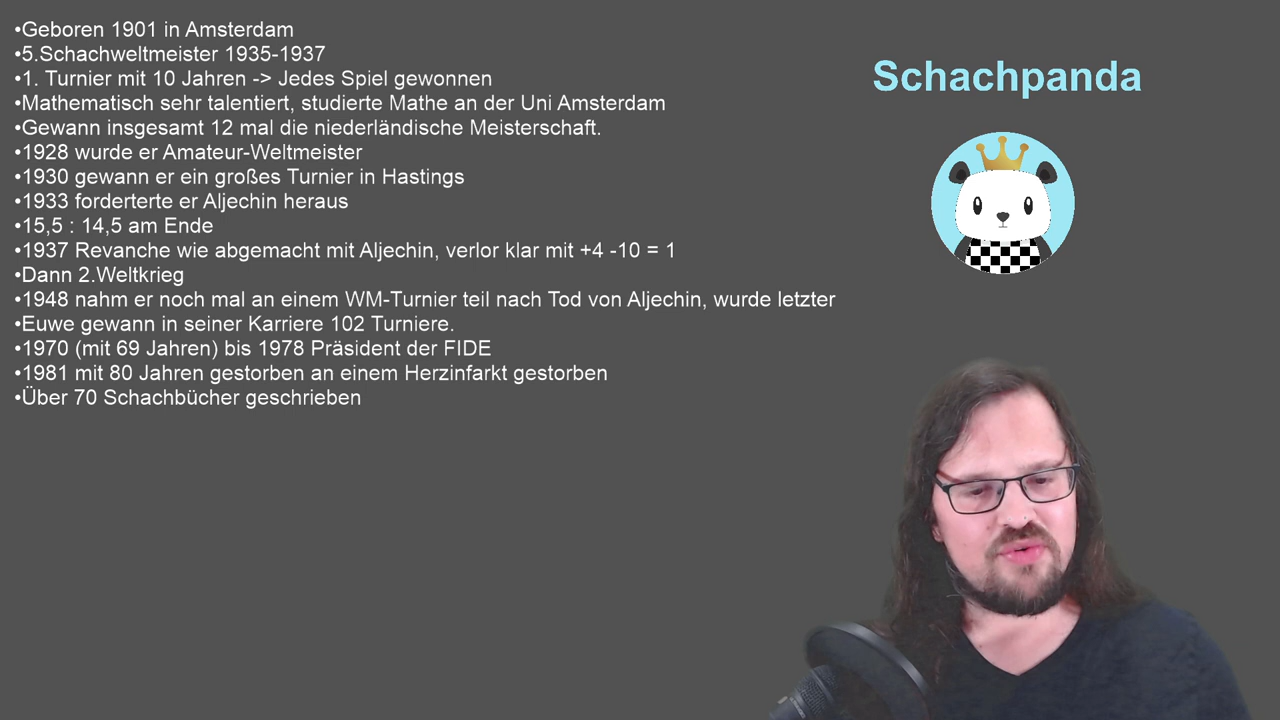 •Geboren 1901 in Amsterdam
•5.Schachweltmeister 1935-1937
•1. Turnier mit 10 Jahren -> Jedes Spiel gewonnen
•Mathematisch sehr talentiert, studierte Mathe an der Uni Amsterdam
•Gewann insgesamt 12 mal die niederländische Meisterschaft.
•1928 wurde er Amateur-Weltmeister
•1930 gewann er ein großes Turnier in Hastings
•1933 forderterte er Aljechin heraus
•15,5 : 14,5 am Ende
•1937 Revanche wie abgemacht mit Aljechin, verlor klar mit +4 -10 = 1
•Dann 2.Weltkrieg
•1948 nahm er noch mal an einem WM-Turnier teil nach Tod von Aljechin, wurde letzter
•Euwe gewann in seiner Karriere 102 Turniere.
•1970 (mit 69 Jahren) bis 1978 Präsident der FIDE
•1981 mit 80 Jahren gestorben an einem Herzinfarkt gestorben
•Über 70 Schachbücher geschrieben
Schachpanda